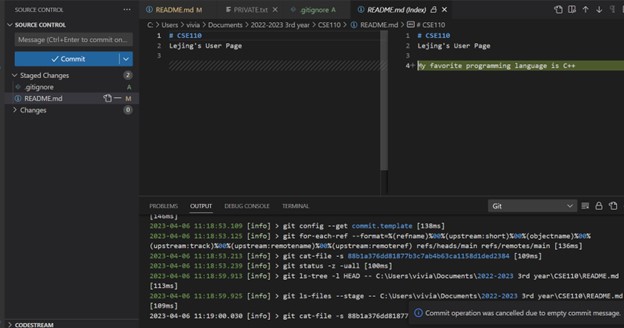 SOURCE CONTROL
SOURCE CONTROL
Message (Ctrl+Enter to commit on...
Commit
Staged Changes 2
.gitignore A
README.md M
Changes 0
CODESTREAM
README.md M
PRIVATE.txt
.gitignore A
README.md (Index)
C: > Users > vivia > Documents > 2022-2023 3rd year > CSE110 > README.md > # CSE110
1 # CSE110
2 Lejing's User Page
3
1 # CSE110
2 Lejing's User Page
3
4+ My favorite programming language is C++
PROBLEMS OUTPUT DEBUG CONSOLE TERMINAL
Git
[146ms]
2023-04-06 11:18:53.109 [info] > git config --get commit.template [138ms]
2023-04-06 11:18:53.125 [info] > git for-each-ref --format=%(refname)%00%(upstream:short)%00%(objectname)%00%
(upstream:track)%00%(upstream:remotename)%00%(upstream:remoteref) refs/heads/main refs/remotes/main [136ms]
2023-04-06 11:18:53.213 [info] > git cat-file -s 88b1a376dd81877b3c7ab4b63ca1158d1ded2384 [109ms]
2023-04-06 11:18:53.239 [info] > git status -z -uall [100ms]
2023-04-06 11:18:59.913 [info] > git ls-tree -l HEAD -- C:\Users\vivia\Documents\2022-2023 3rd year\CSE110\README.md
[113ms]
2023-04-06 11:18:59.925 [info] > git ls-files --stage -- C:\Users\vivia\Documents\2022-2023 3rd year\CSE110\README.md
[109ms]
2023-04-06 11:19:00.030 [info] > git cat-file -s 88b1a376dd81877
Commit operation was cancelled due to empty commit message.